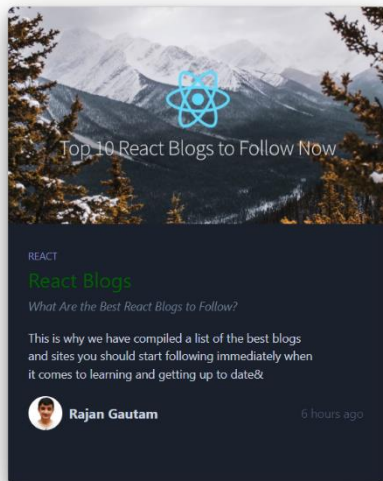 Top 10 React Blogs to Follow Now
REACT
React Blogs
What Are the Best React Blogs to Follow?
This is why we have compiled a list of the best blogs
and sites you should start following immediately when
it comes to learning and getting up to date&
Rajan Gautam
6 hours ago